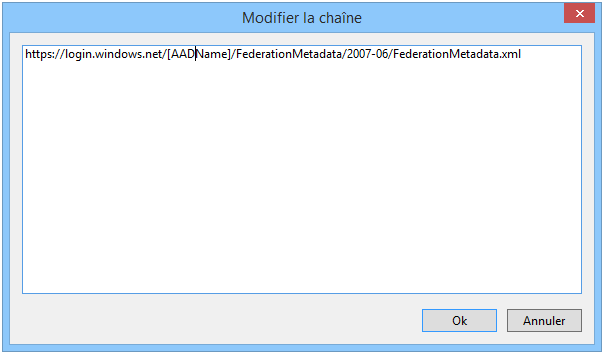 Modifier la chaîne
https://login.windows.net/[AADName]/FederationMetadata/2007-06/FederationMetadata.xml
Ok Annuler